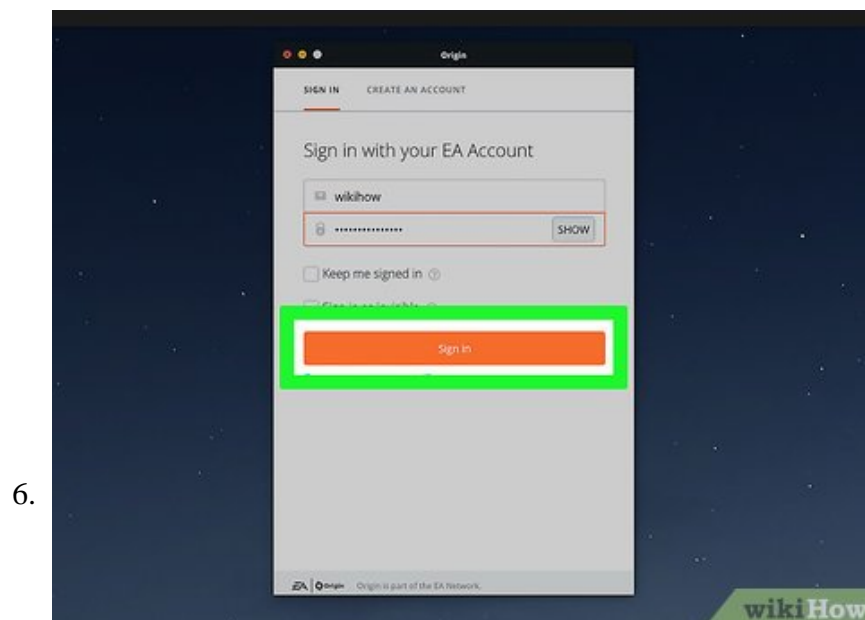 Origin
SIGN IN CREATE AN ACCOUNT
Sign in with your EA Account
wikihow
SHOW
Keep me signed in
Sign in
6.
EA Origin Origin is part of the EA Network.
wikiHow